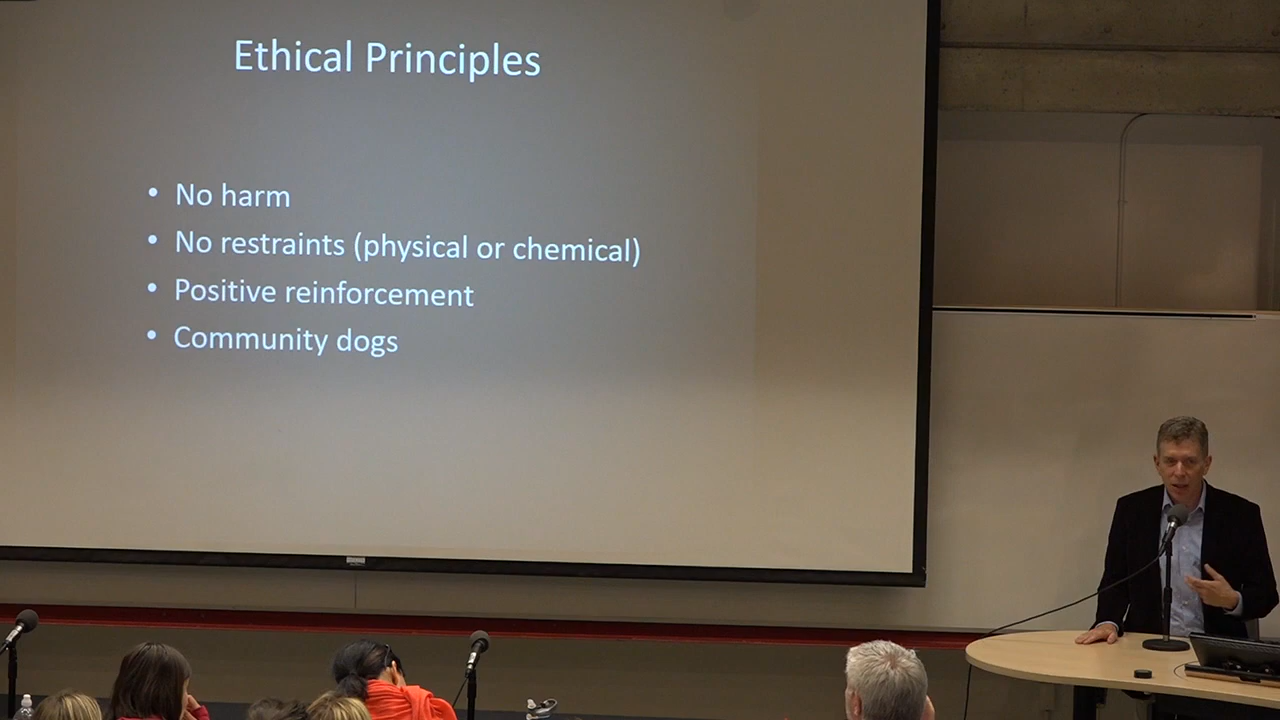 Ethical Principles
• No harm
• No restraints (physical or chemical)
• Positive reinforcement
• Community dogs